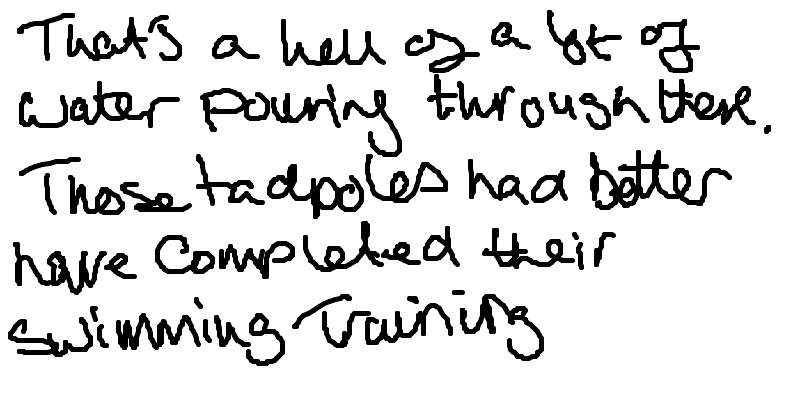 That's a hell of a lot of
water pouring through there.
Those tadpoles had better
have completed their
swimming training